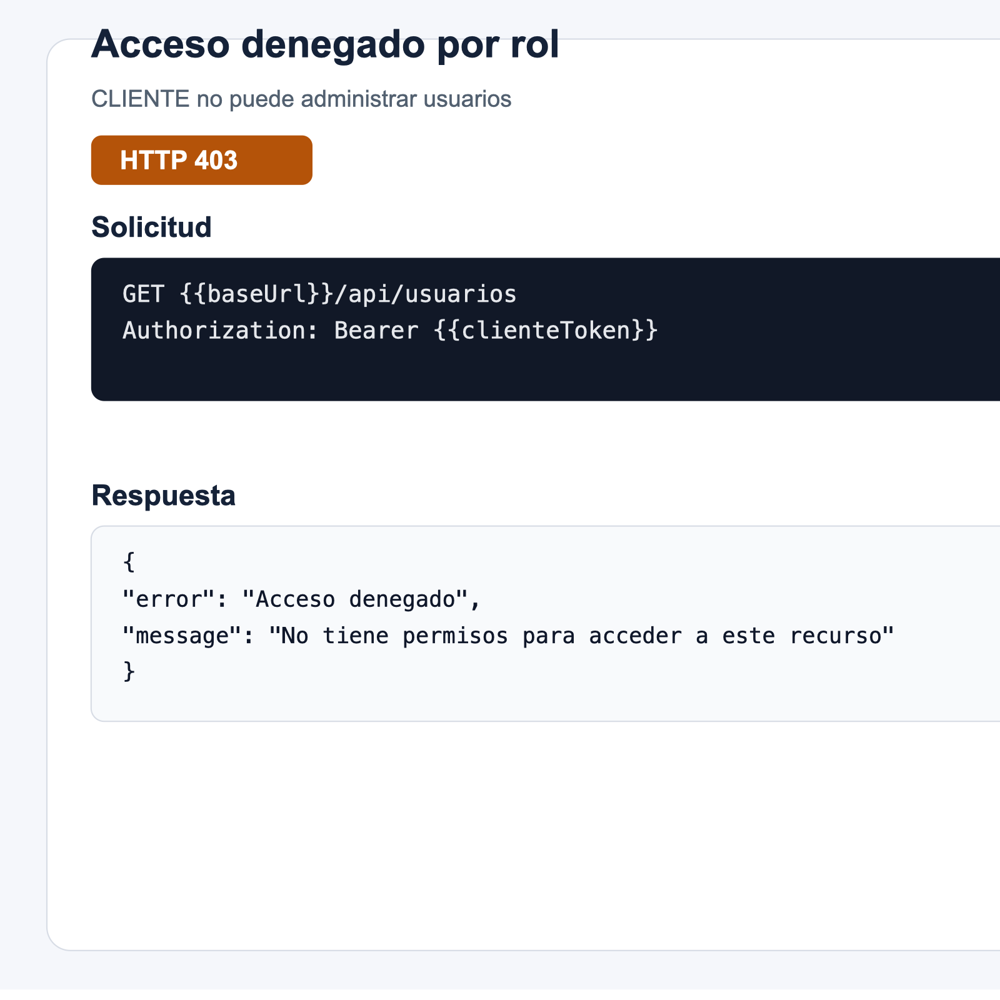 Acceso denegado por rol
CLIENTE no puede administrar usuarios
HTTP 403
Solicitud
GET {{baseUrl}}/api/usuarios
Authorization: Bearer {{clienteToken}}
Respuesta
{
"error": "Acceso denegado",
"message": "No tiene permisos para acceder a este recurso"
}